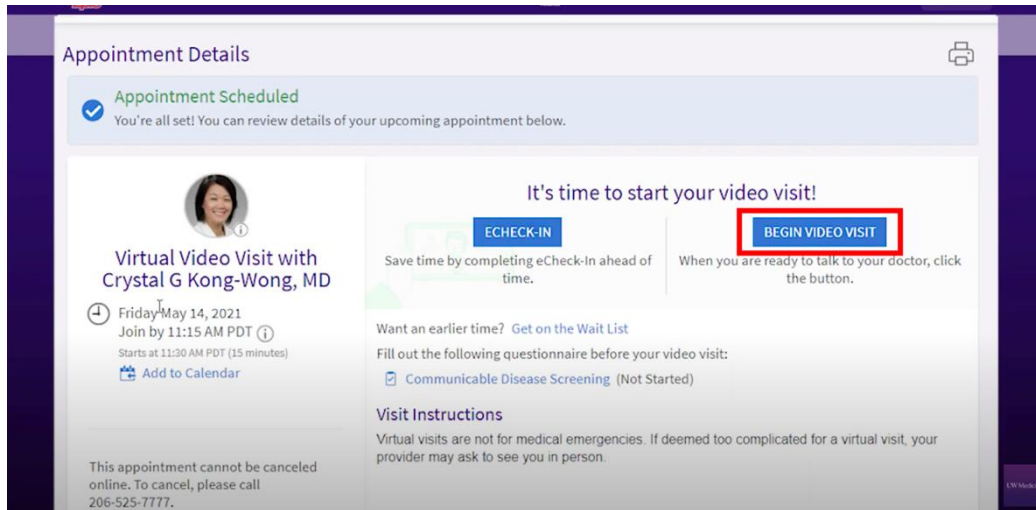 Appointment Details
Appointment Scheduled
You're all set! You can review details of your upcoming appointment below.
Virtual Video Visit with
Crystal G Kong-Wong, MD
Friday May 14, 2021
Join by 11:15 AM PDT
Starts at 11:30 AM PDT (15 minutes)
Add to Calendar
This appointment cannot be canceled
online. To cancel, please call
206-525-7777.
It's time to start your video visit!
ECHECK-IN
Save time by completing eCheck-In ahead of
time.
BEGIN VIDEO VISIT
When you are ready to talk to your doctor, click
the button.
Want an earlier time? Get on the Wait List
Fill out the following questionnaire before your video visit:
Communicable Disease Screening (Not Started)
Visit Instructions
Virtual visits are not for medical emergencies. If deemed too complicated for a virtual visit, your
provider may ask to see you in person.